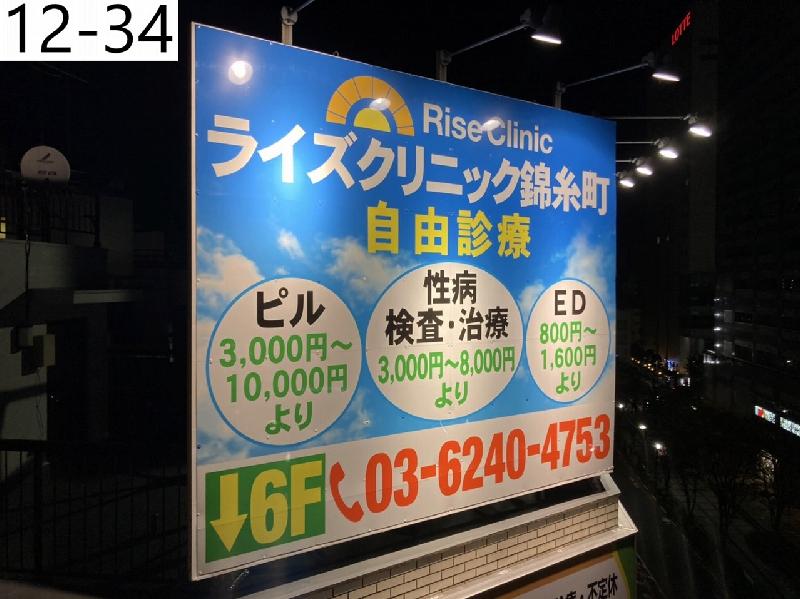 12-34
LOTTE
Rise Clinic
ライズクリニック錦糸町
自由診療
ピル
3,000円～
10,000円
より
性病
検査・治療
3,000円～8,000円
より
ED
800円～
1,600円
より
↓6F
03-6240-4753
・不定休